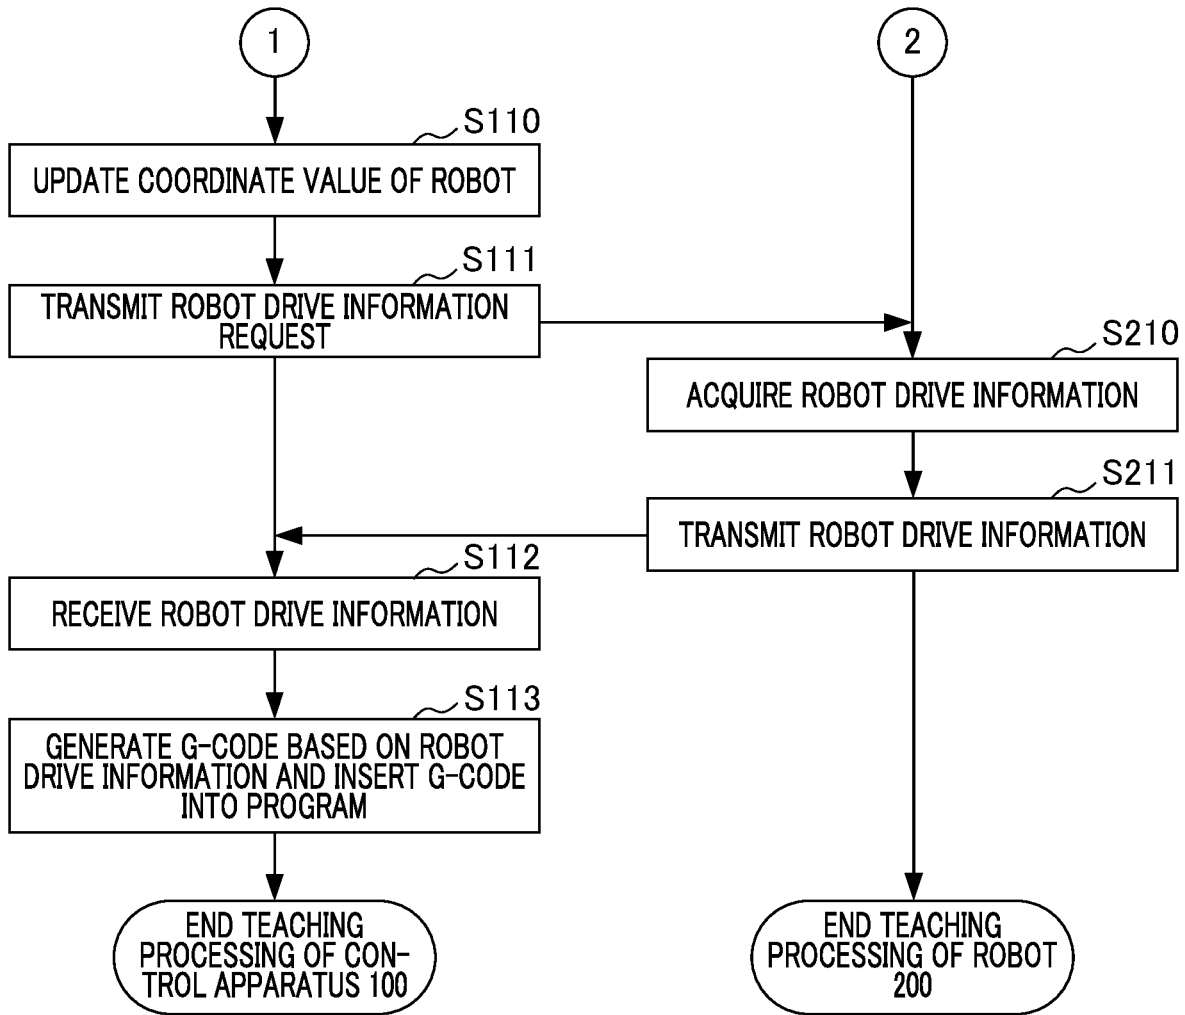 1
2
S110
UPDATE COORDINATE VALUE OF ROBOT
S111
TRANSMIT ROBOT DRIVE INFORMATION
REQUEST
S210
ACQUIRE ROBOT DRIVE INFORMATION
S211
TRANSMIT ROBOT DRIVE INFORMATION
S112
RECEIVE ROBOT DRIVE INFORMATION
S113
GENERATE G-CODE BASED ON ROBOT
DRIVE INFORMATION AND INSERT G-CODE
INTO PROGRAM
END TEACHING
PROCESSING OF CON-
TROL APPARATUS 100
END TEACHING
PROCESSING OF ROBOT
200